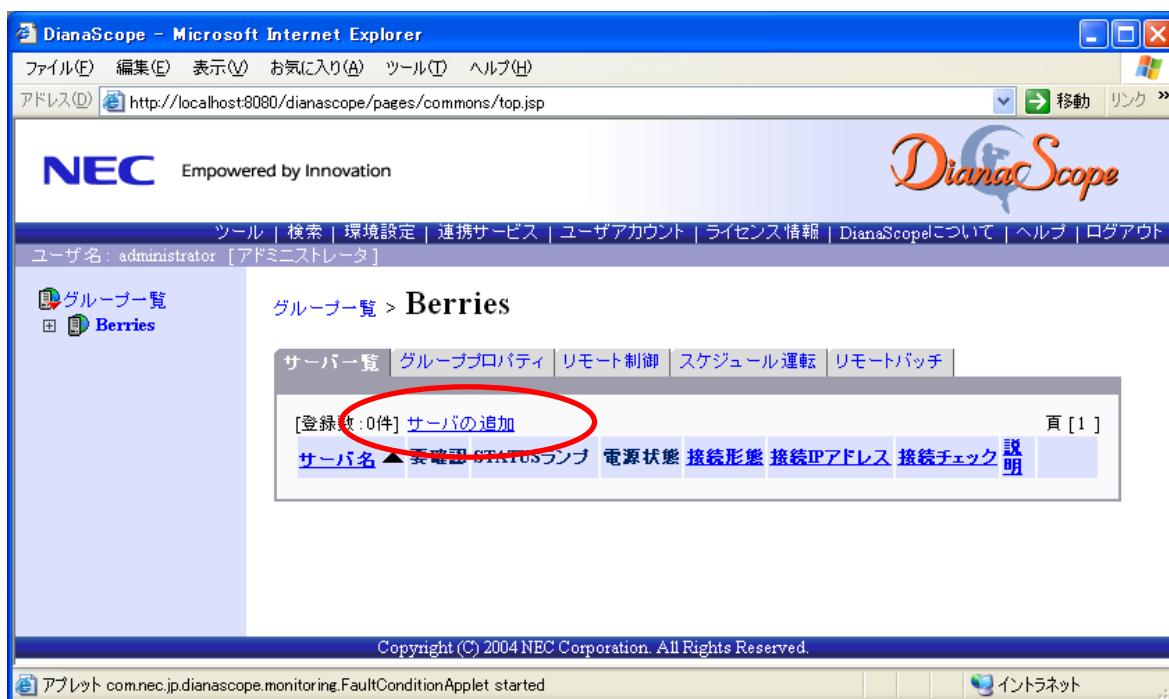 DianaScope - Microsoft Internet Explorer
ファイル(F) 編集(E) 表示(V) お気に入り(A) ツール(T) ヘルプ(H)
アドレス(D) http://localhost:8080/dianascope/pages/commons/top.jsp 移動 リンク »
NEC Empowered by Innovation DianaScope
ツール | 検索 | 環境設定 | 連携サービス | ユーザアカウント | ライセンス情報 | DianaScopeについて | ヘルプ | ログアウト
ユーザ名 : administrator [アドミニストレータ]
グループ一覧
Berries
グループ一覧 > Berries
サーバ一覧 グループプロパティ リモート制御 スケジュール運転 リモートバッチ
[登録数:0件] サーバの追加 頁 [1 ]
サーバ名 ▲ 要確認 STATUSランプ 電源状態 接続形態 接続IPアドレス 接続チェック 説明
Copyright (C) 2004 NEC Corporation. All Rights Reserved.
アプレット com.nec.jp.dianascope.monitoring.FaultConditionApplet started イントラネット